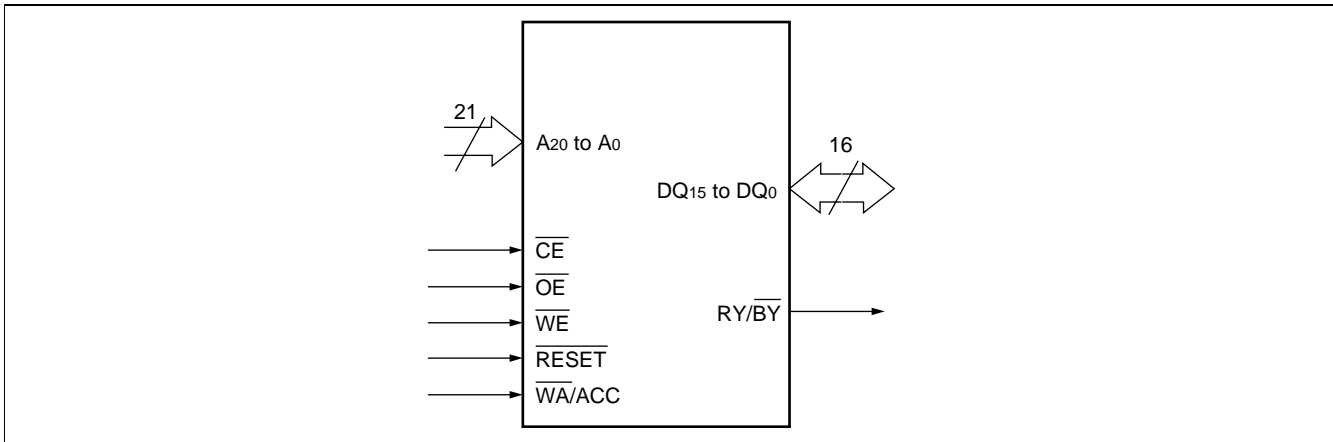 21
A20 to A0
16
DQ15 to DQ0
CE
OE
RY/BY
WE
RESET
WA/ACC